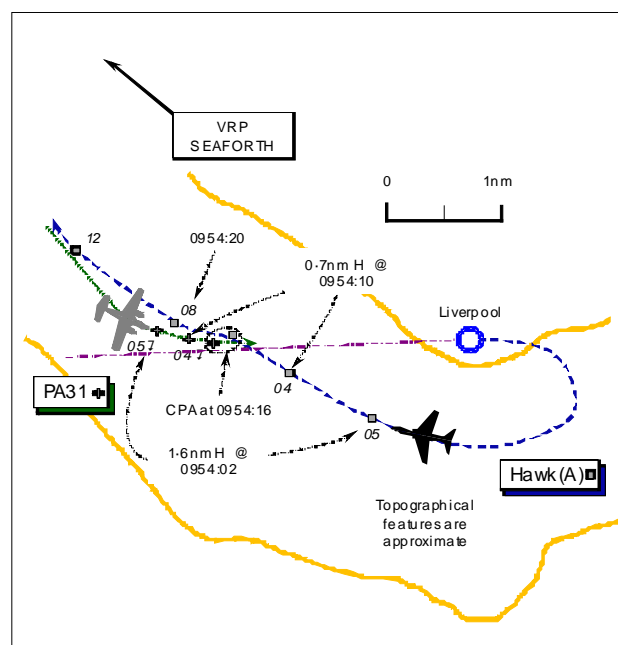 VRP
SEAFORTH
0
1nm
12
0954:20
0·7nm H @
0954:10
08
Liverpool
057
04
04
PA31
CPA at 0954:16
05
1·6nm H @
0954:02
Hawk (A)
Topographical
features are
approximate